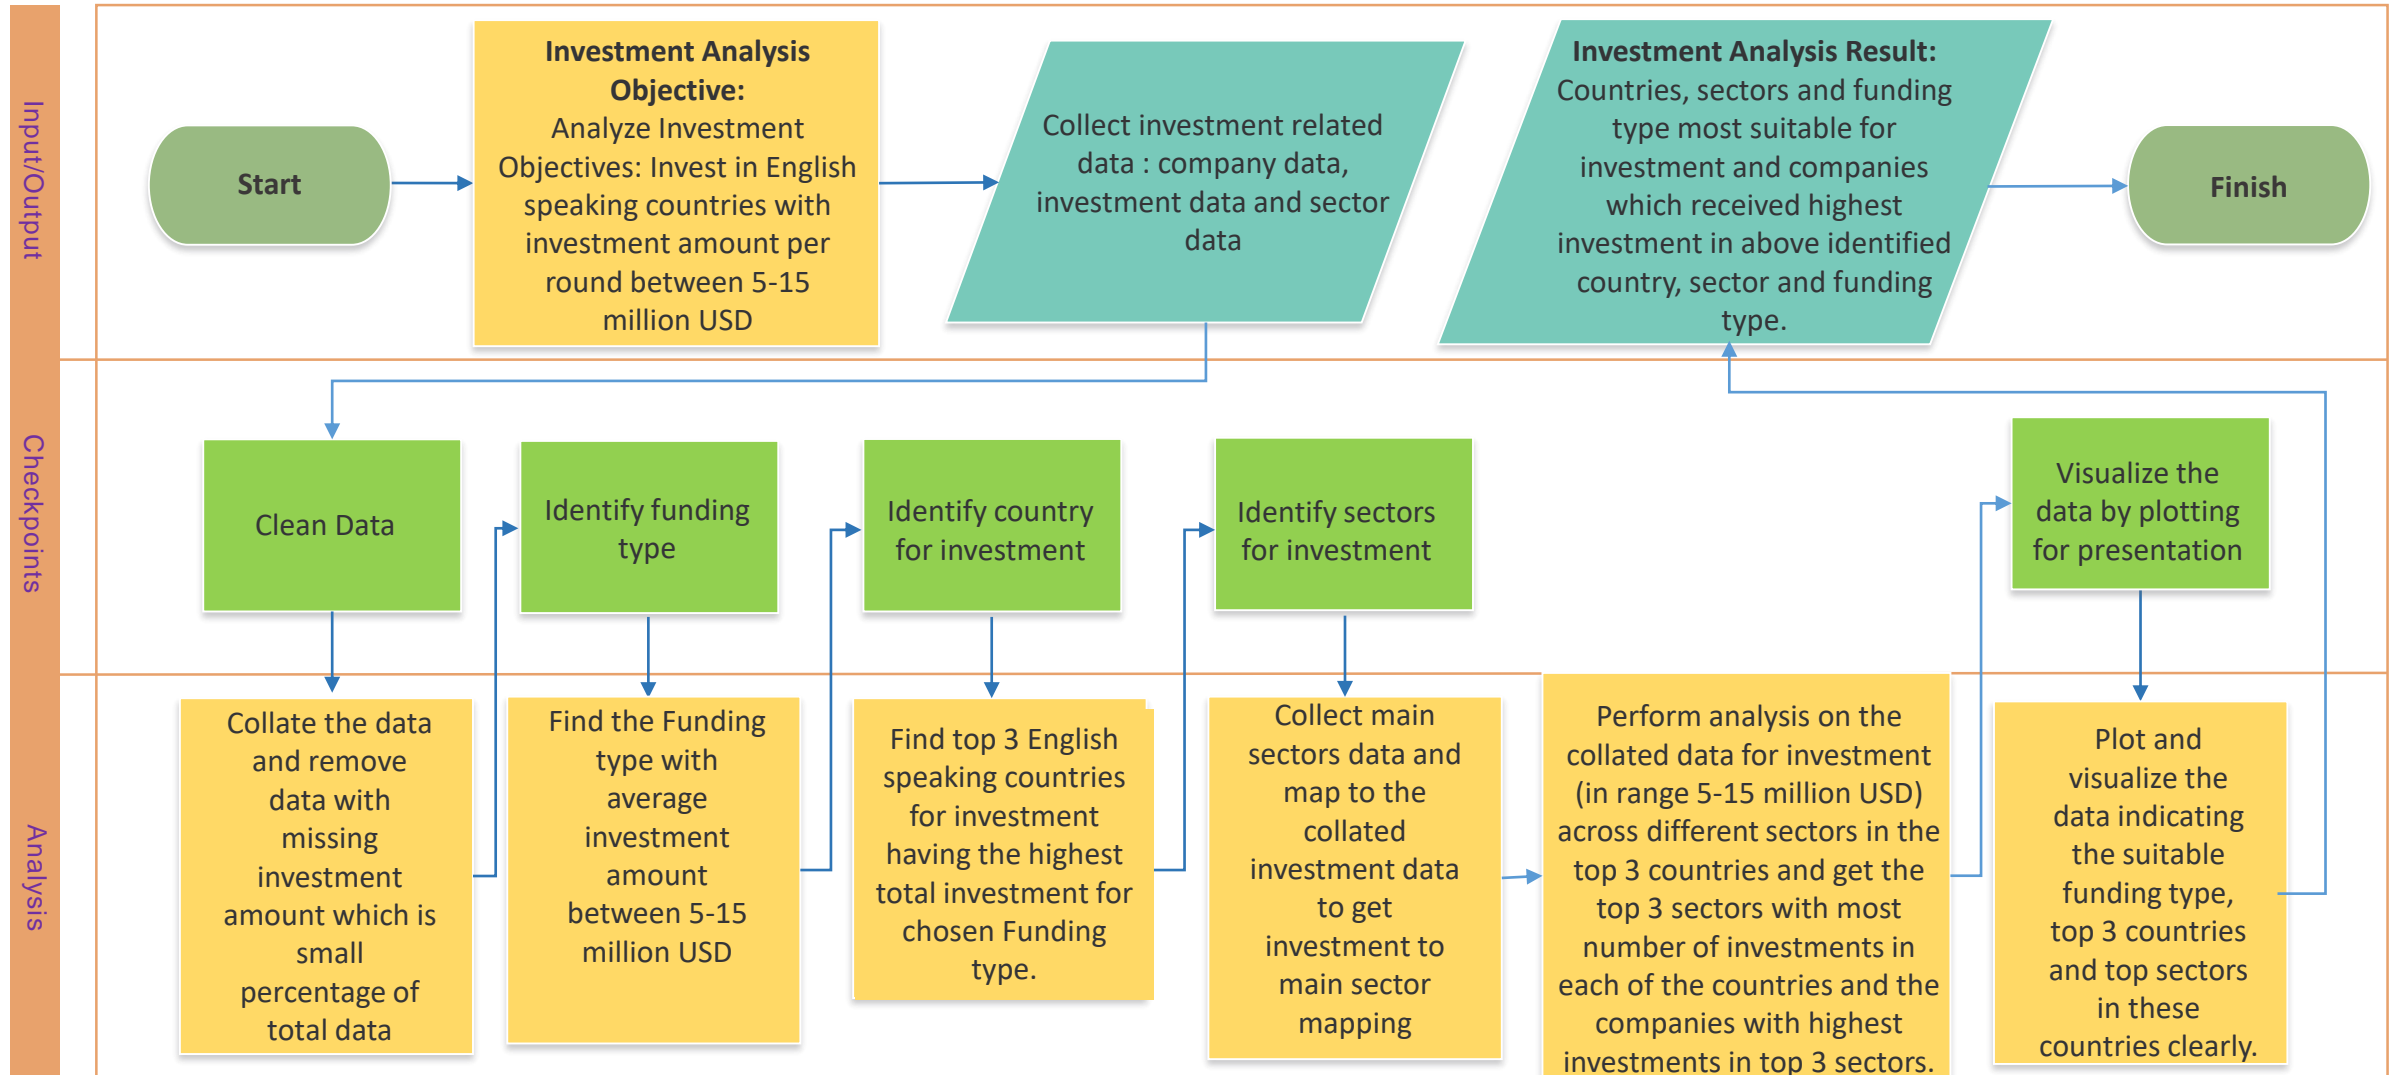 Input/Output
Start
Investment Analysis
Objective:
Analyze Investment
Objectives: Invest in English
speaking countries with
investment amount per
round between 5-15
million USD
Collect investment related
data : company data,
investment data and sector
data
Investment Analysis Result:
Countries, sectors and funding
type most suitable for
investment and companies
which received highest
investment in above identified
country, sector and funding
type.
Finish
Checkpoints
Clean Data
Identify funding
type
Identify country
for investment
Identify sectors
for investment
Visualize the
data by plotting
for presentation
Analysis
Collate the data
and remove
data with
missing
investment
amount which is
small
percentage of
total data
Find the Funding
type with
average
investment
amount
between 5-15
million USD
Find top 3 English
speaking countries
for investment
having the highest
total investment for
chosen Funding
type.
Collect main
sectors data and
map to the
collated
investment data
to get
investment to
main sector
mapping
Perform analysis on the
collated data for investment
(in range 5-15 million USD)
across different sectors in the
top 3 countries and get the
top 3 sectors with most
number of investments in
each of the countries and the
companies with highest
investments in top 3 sectors.
Plot and
visualize the
data indicating
the suitable
funding type,
top 3 countries
and top sectors
in these
countries clearly.